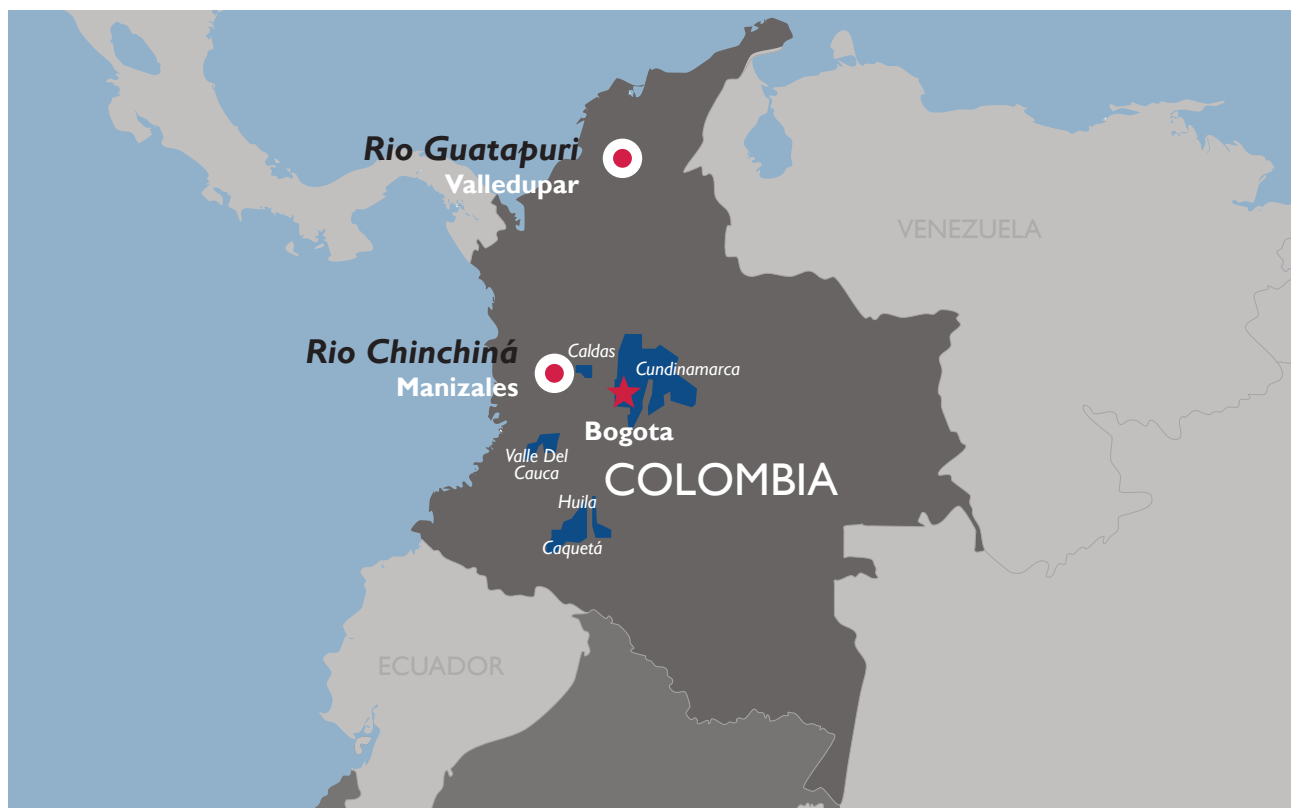 Rio Guatapuri
Valledupar
VENEZUELA
Rio Chinchiná
Manizales
Caldas
Cundinamarca
Bogota
Valle Del
Cauca
COLOMBIA
Huila
Caquetá
ECUADOR